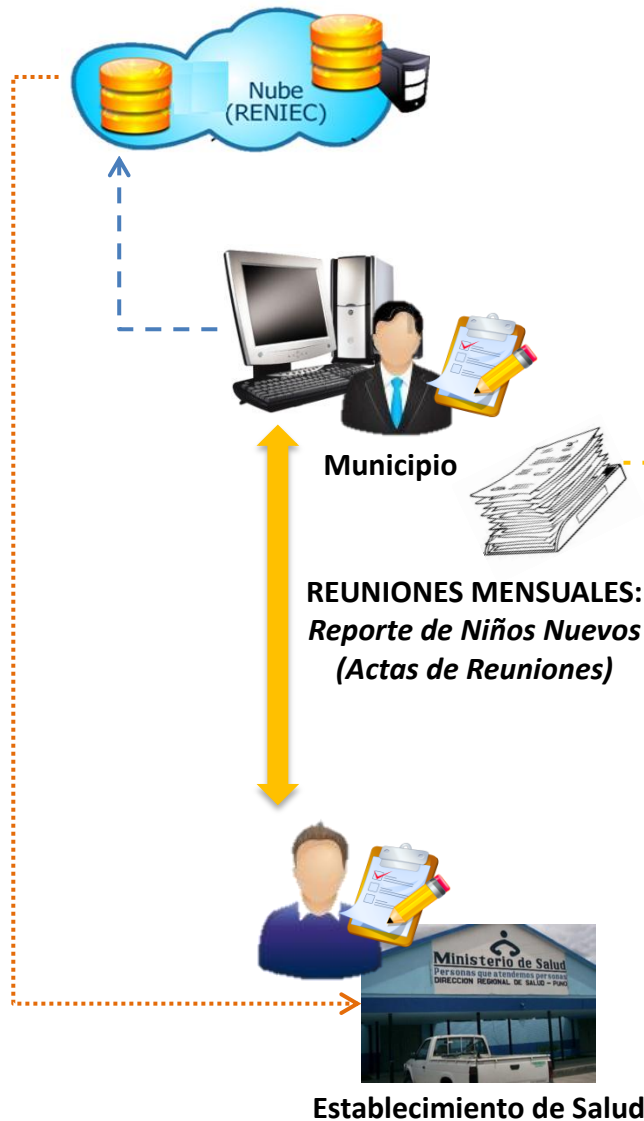 Nube
(RENIEC)
Municipio
REUNIONES MENSUALES:
Reporte de Niños Nuevos
(Actas de Reuniones)
Ministerio de Salud
Personas que atendemos personas
DIRECCION REGIONAL DE SALUD - PUNO
Establecimiento de Salud